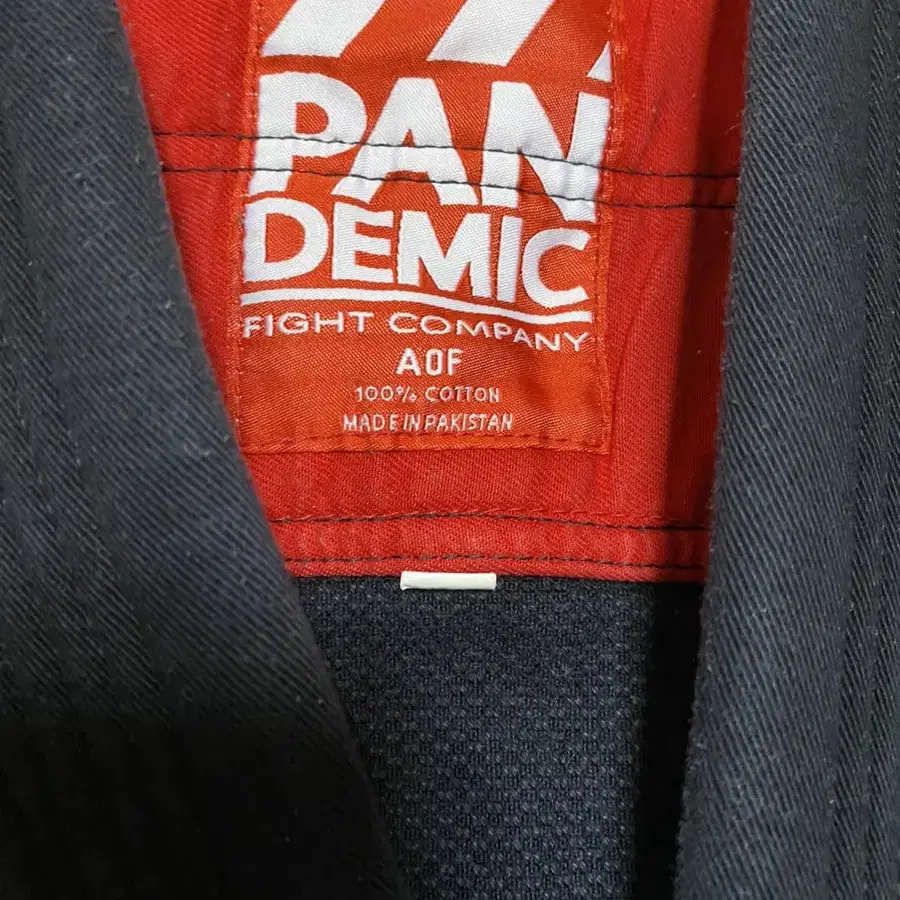 PAN
DEMIC
FIGHT COMPANY
A0F
100% COTTON
MADE IN PAKISTAN